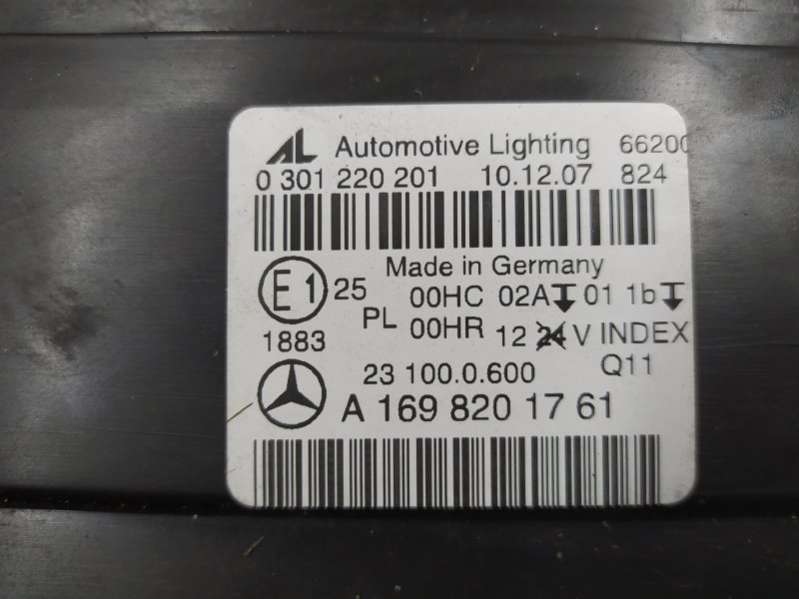 AL Automotive Lighting 66200
0 301 220 201 10.12.07 824
Made in Germany
E1 25 00HC 02A 01 1b
PL 00HR 12 24 V INDEX
1883 Q11
23 100.0.600
A 169 820 17 61